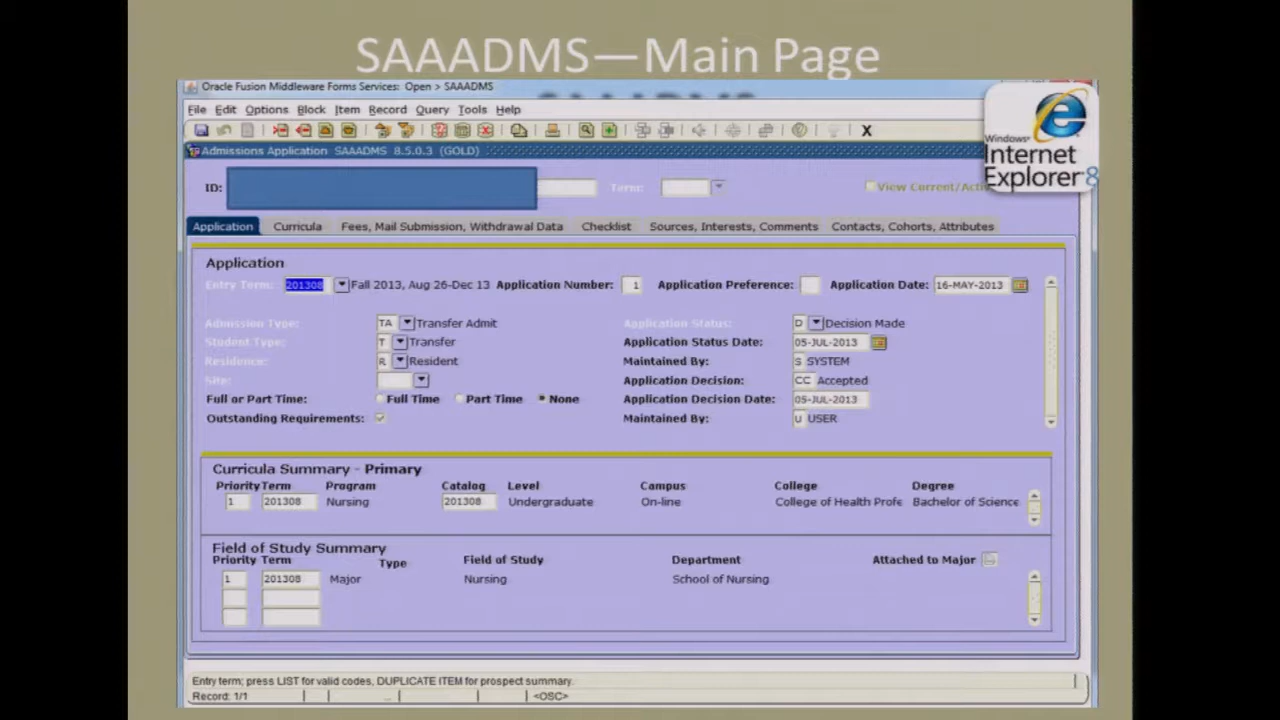 SAAADMS—Main Page
Oracle Fusion Middleware Forms Services: Open > SAAADMS
File Edit Options Block Item Record Query Tools Help
X
Windows Internet Explorer 8
Admissions Application SAAADMS 8.5.0.3 (GOLD)
ID: Term: View Current/Acti
Application Curricula Fees, Mail Submission, Withdrawal Data Checklist Sources, Interests, Comments Contacts, Cohorts, Attributes
Application
Entry Term: 201308 Fall 2013, Aug 26-Dec 13 Application Number: 1 Application Preference: Application Date: 16-MAY-2013
Admission Type: TA Transfer Admit Application Status: D Decision Made
Student Type: T Transfer Application Status Date: 05-JUL-2013
Residence: R Resident Maintained By: S SYSTEM
Site: Application Decision: CC Accepted
Full or Part Time: Full Time Part Time None Application Decision Date: 05-JUL-2013
Outstanding Requirements: Maintained By: U USER
Curricula Summary - Primary
Priority Term Program Catalog Level Campus College Degree
1 201308 Nursing 201308 Undergraduate On-line College of Health Profe Bachelor of Science
Field of Study Summary
Priority Term Type Field of Study Department Attached to Major
1 201308 Major Nursing School of Nursing
Entry term; press LIST for valid codes, DUPLICATE ITEM for prospect summary.
Record: 1/1 ... <OSC>